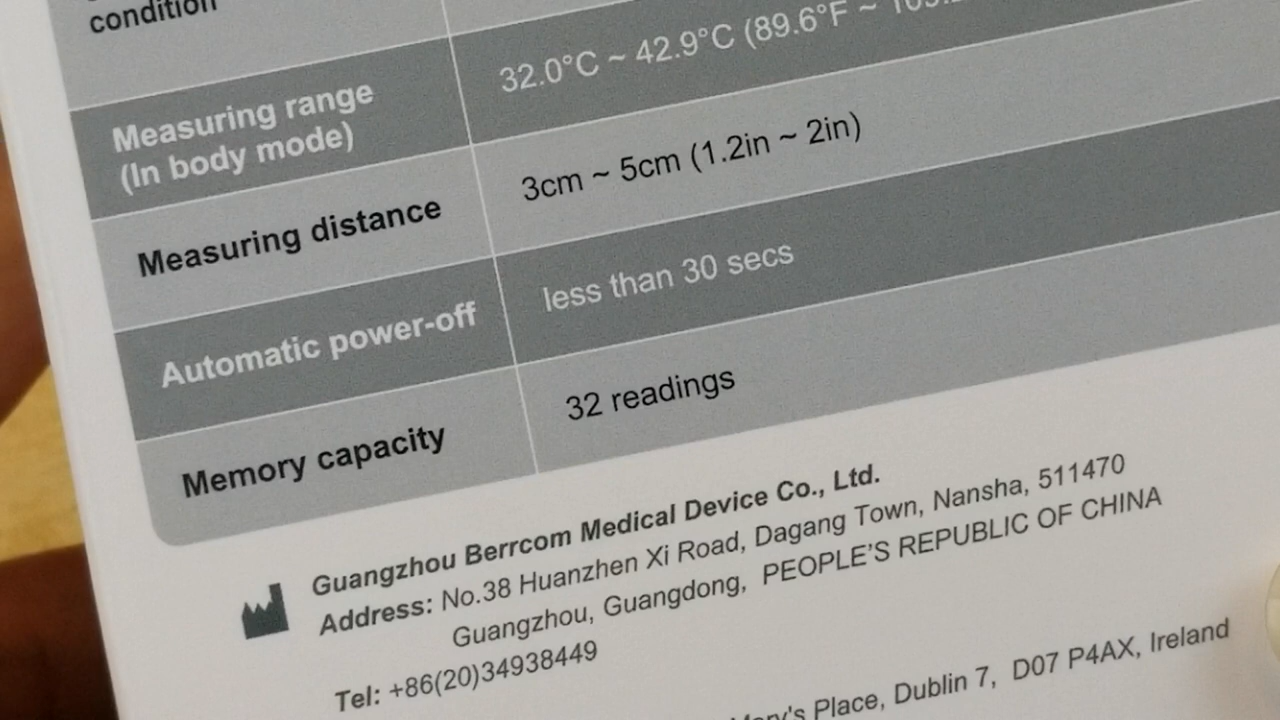 condition
Measuring range
(In body mode)
32.0°C ~ 42.9°C (89.6°F ~
Measuring distance
3cm ~ 5cm (1.2in ~ 2in)
Automatic power-off
less than 30 secs
Memory capacity
32 readings
Guangzhou Berrcom Medical Device Co., Ltd.
Address: No.38 Huanzhen Xi Road, Dagang Town, Nansha, 511470
Guangzhou, Guangdong, PEOPLE'S REPUBLIC OF CHINA
Tel: +86(20)34938449
Place, Dublin 7, D07 P4AX, Ireland